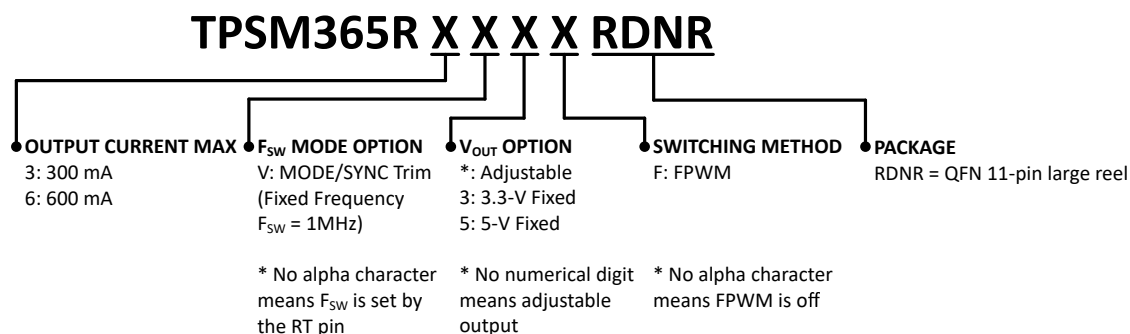 TPSM365R X X X X RDNR
OUTPUT CURRENT MAX
3: 300 mA
6: 600 mA
FSW MODE OPTION
V: MODE/SYNC Trim
(Fixed Frequency
FSW = 1MHz)
* No alpha character
means FSW is set by
the RT pin
VOUT OPTION
*: Adjustable
3: 3.3-V Fixed
5: 5-V Fixed
* No numerical digit
means adjustable
output
SWITCHING METHOD
F: FPWM
* No alpha character
means FPWM is off
PACKAGE
RDNR = QFN 11-pin large reel